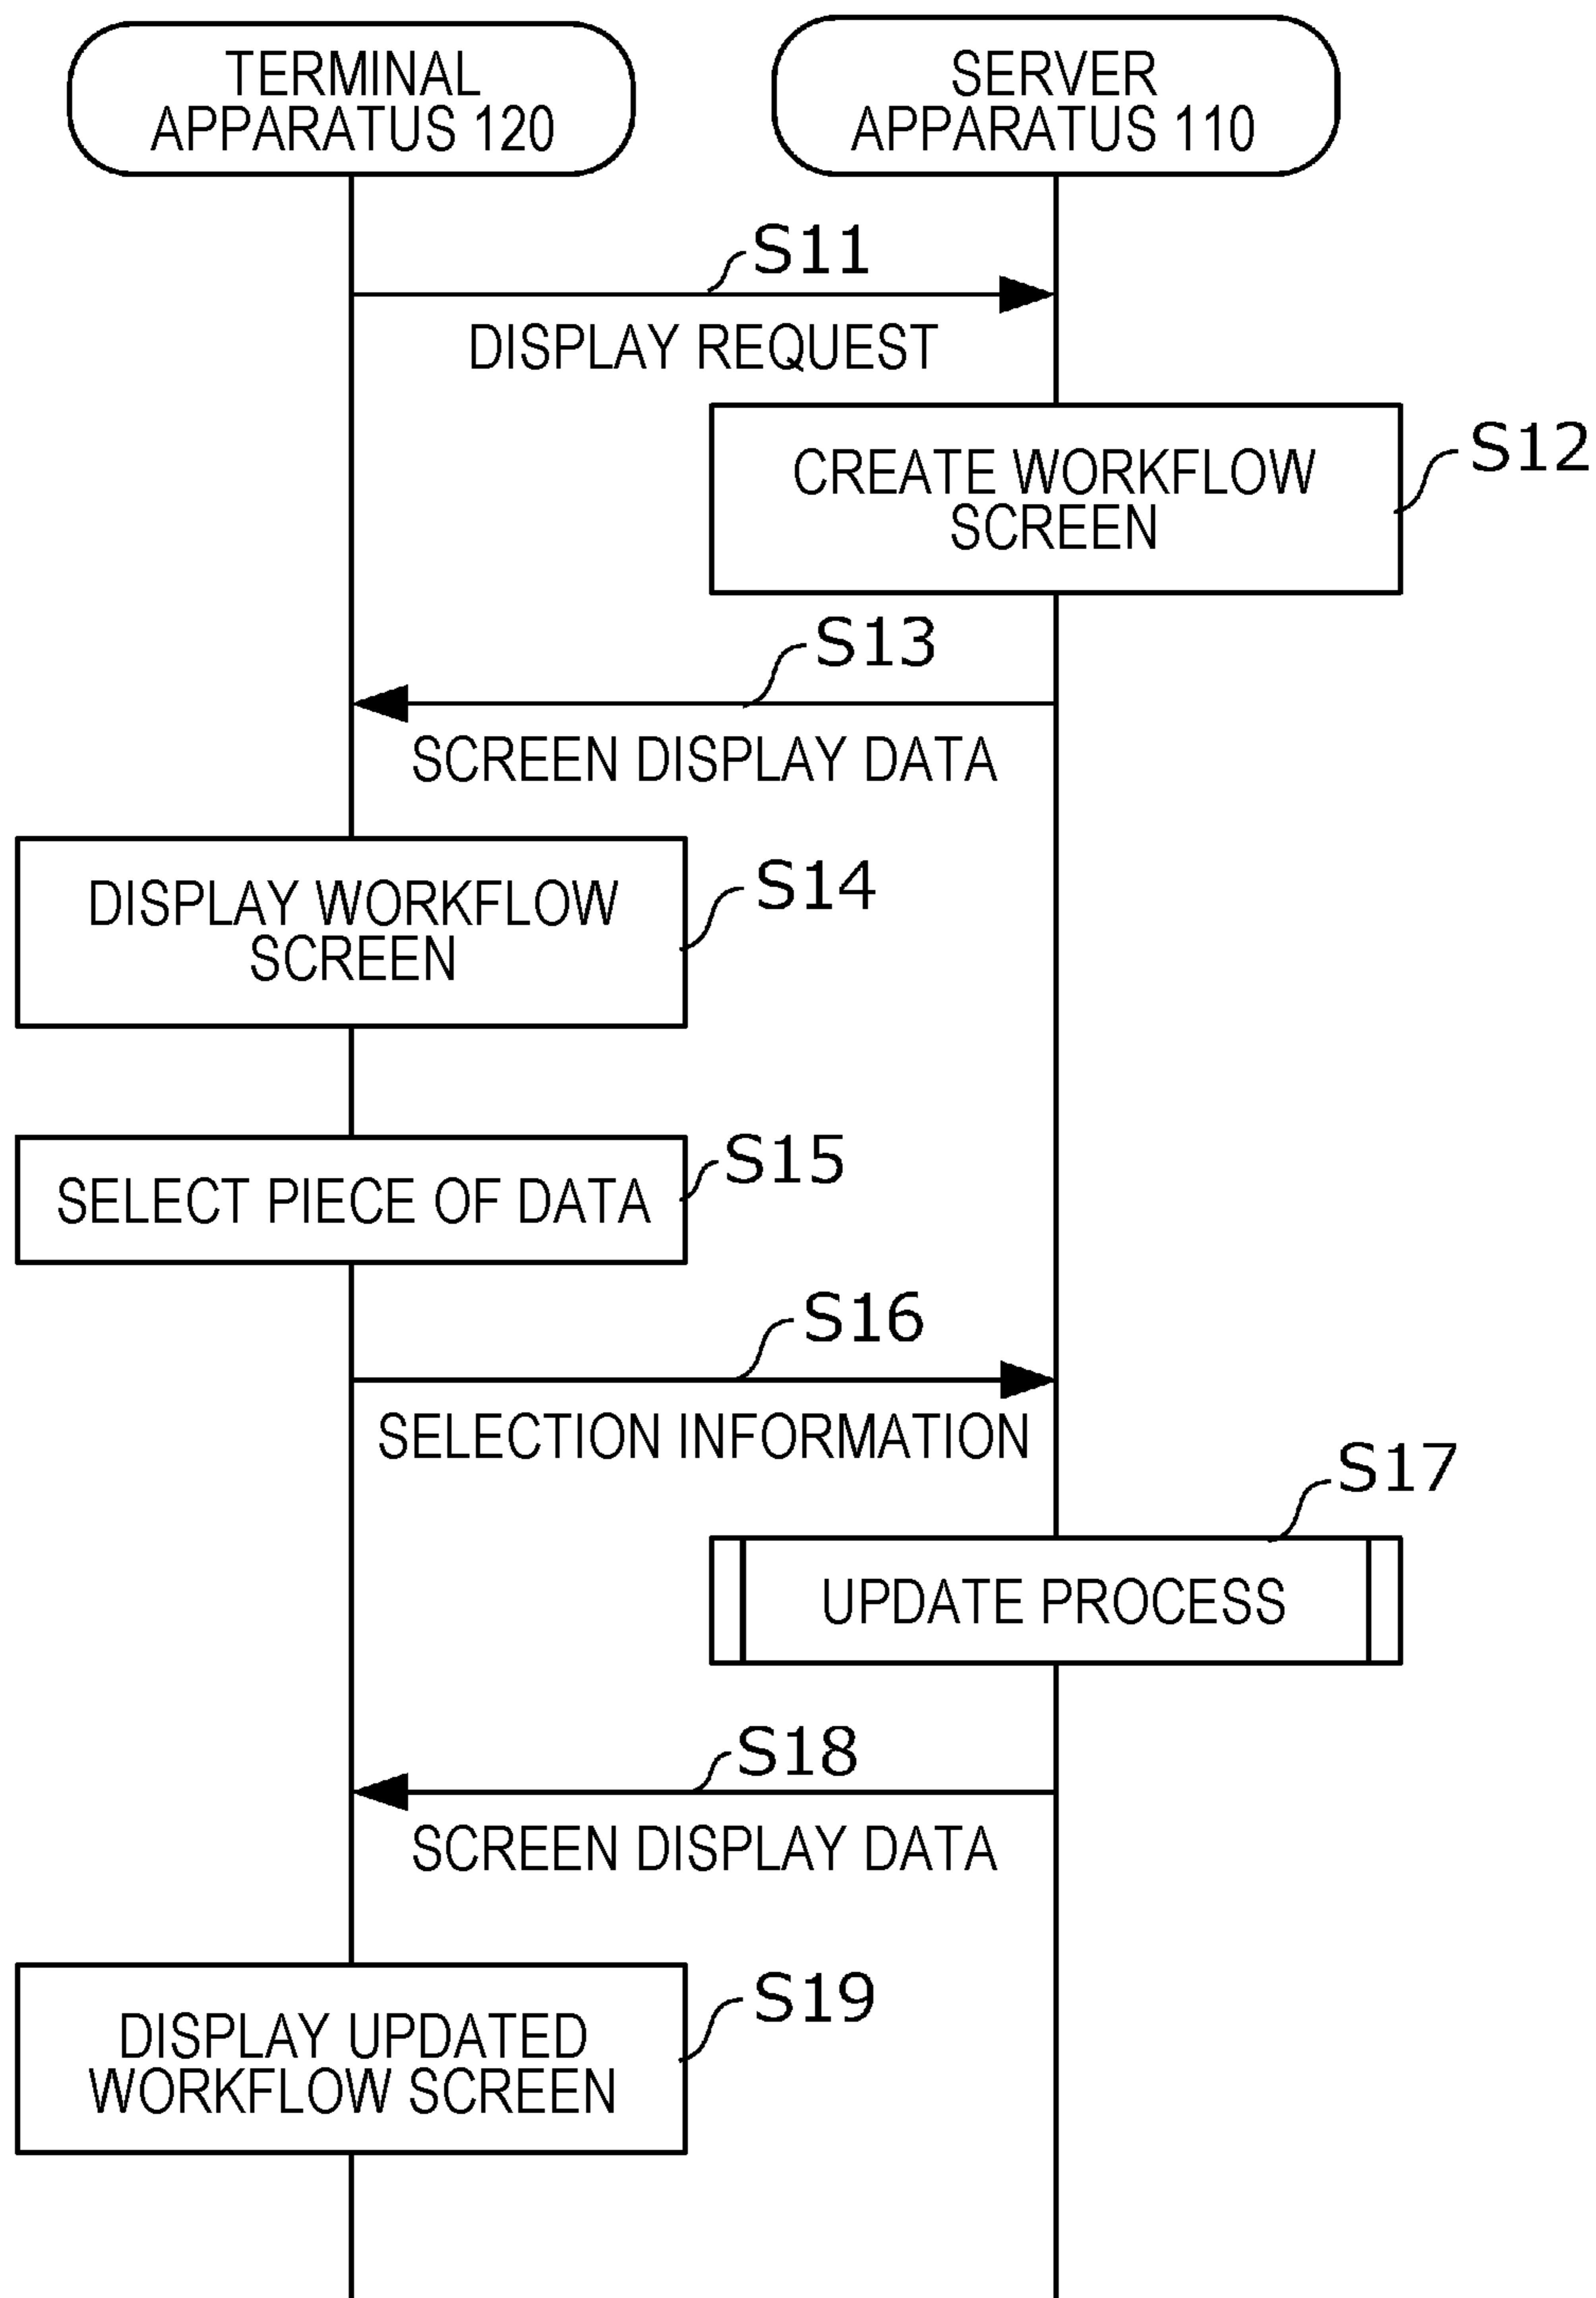 TERMINAL
APPARATUS 120
SERVER
APPARATUS 110
S11
DISPLAY REQUEST
CREATE WORKFLOW
SCREEN
S12
S13
SCREEN DISPLAY DATA
DISPLAY WORKFLOW
SCREEN
S14
SELECT PIECE OF DATA
S15
S16
SELECTION INFORMATION
S17
UPDATE PROCESS
S18
SCREEN DISPLAY DATA
DISPLAY UPDATED
WORKFLOW SCREEN
S19